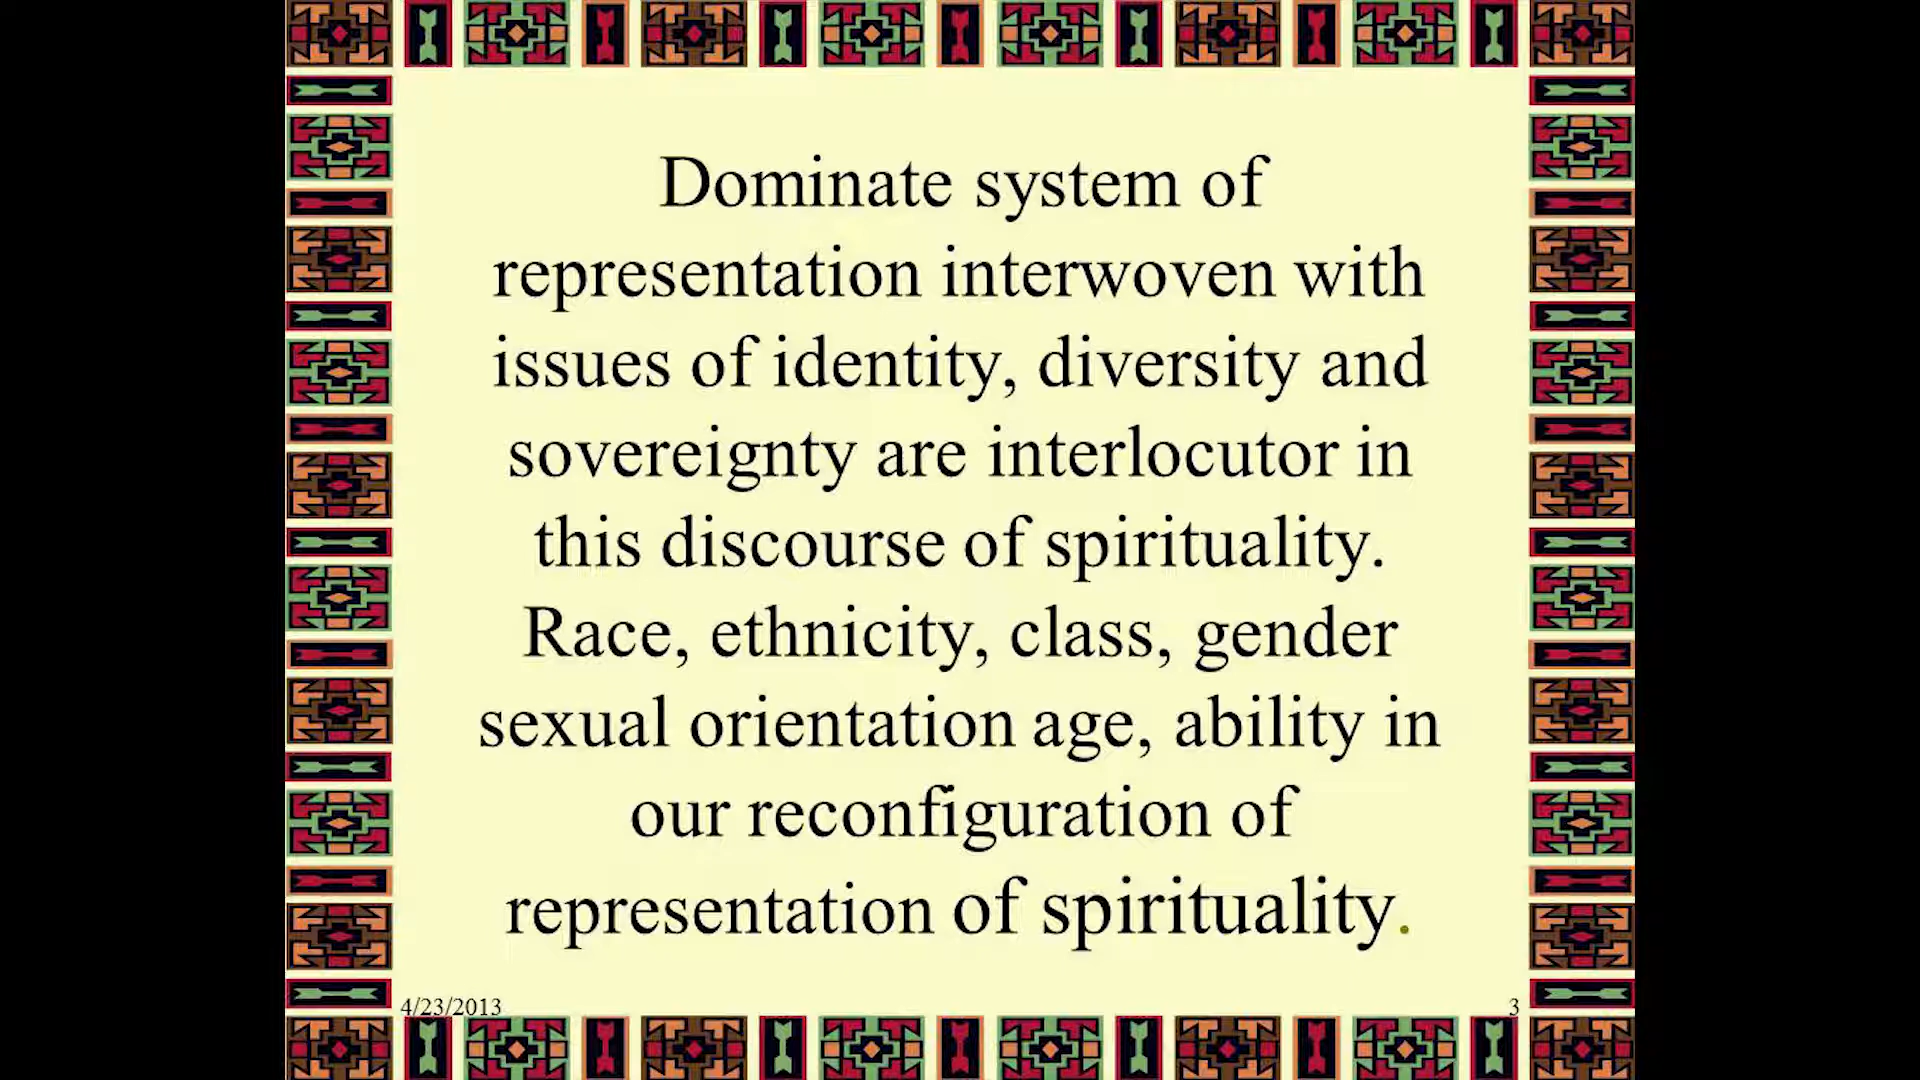 Dominate system of
representation interwoven with
issues of identity, diversity and
sovereignty are interlocutor in
this discourse of spirituality.
Race, ethnicity, class, gender
sexual orientation age, ability in
our reconfiguration of
representation of spirituality.
4/23/2013
3